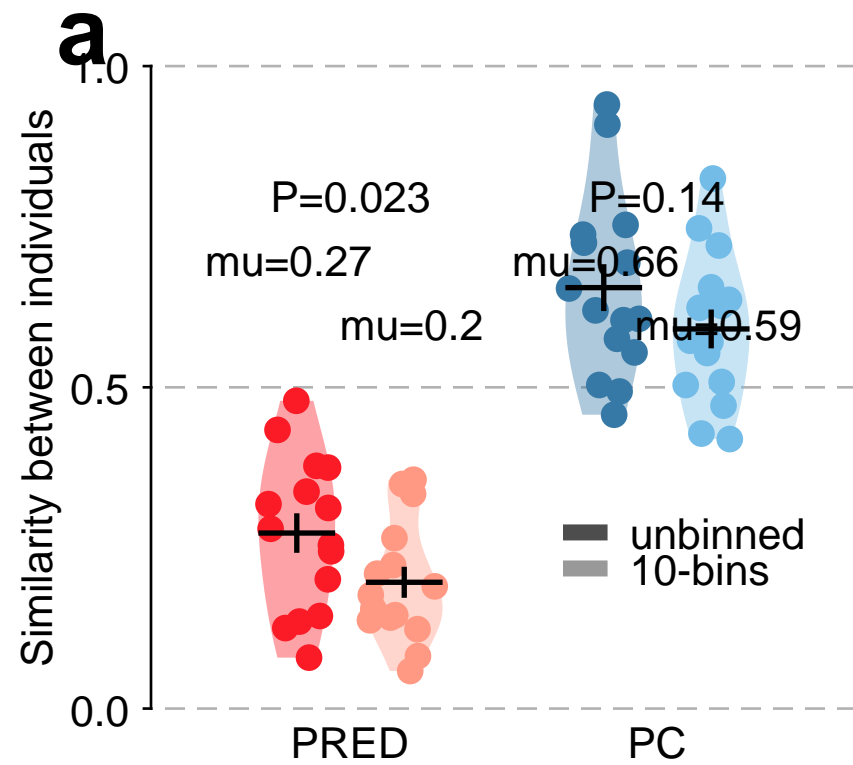 a
1.0
Similarity between individuals
P=0.023
P=0.14
mu=0.27
mu=0.66
mu=0.2
mu=0.59
0.5
unbinned
10-bins
0.0
PRED
PC